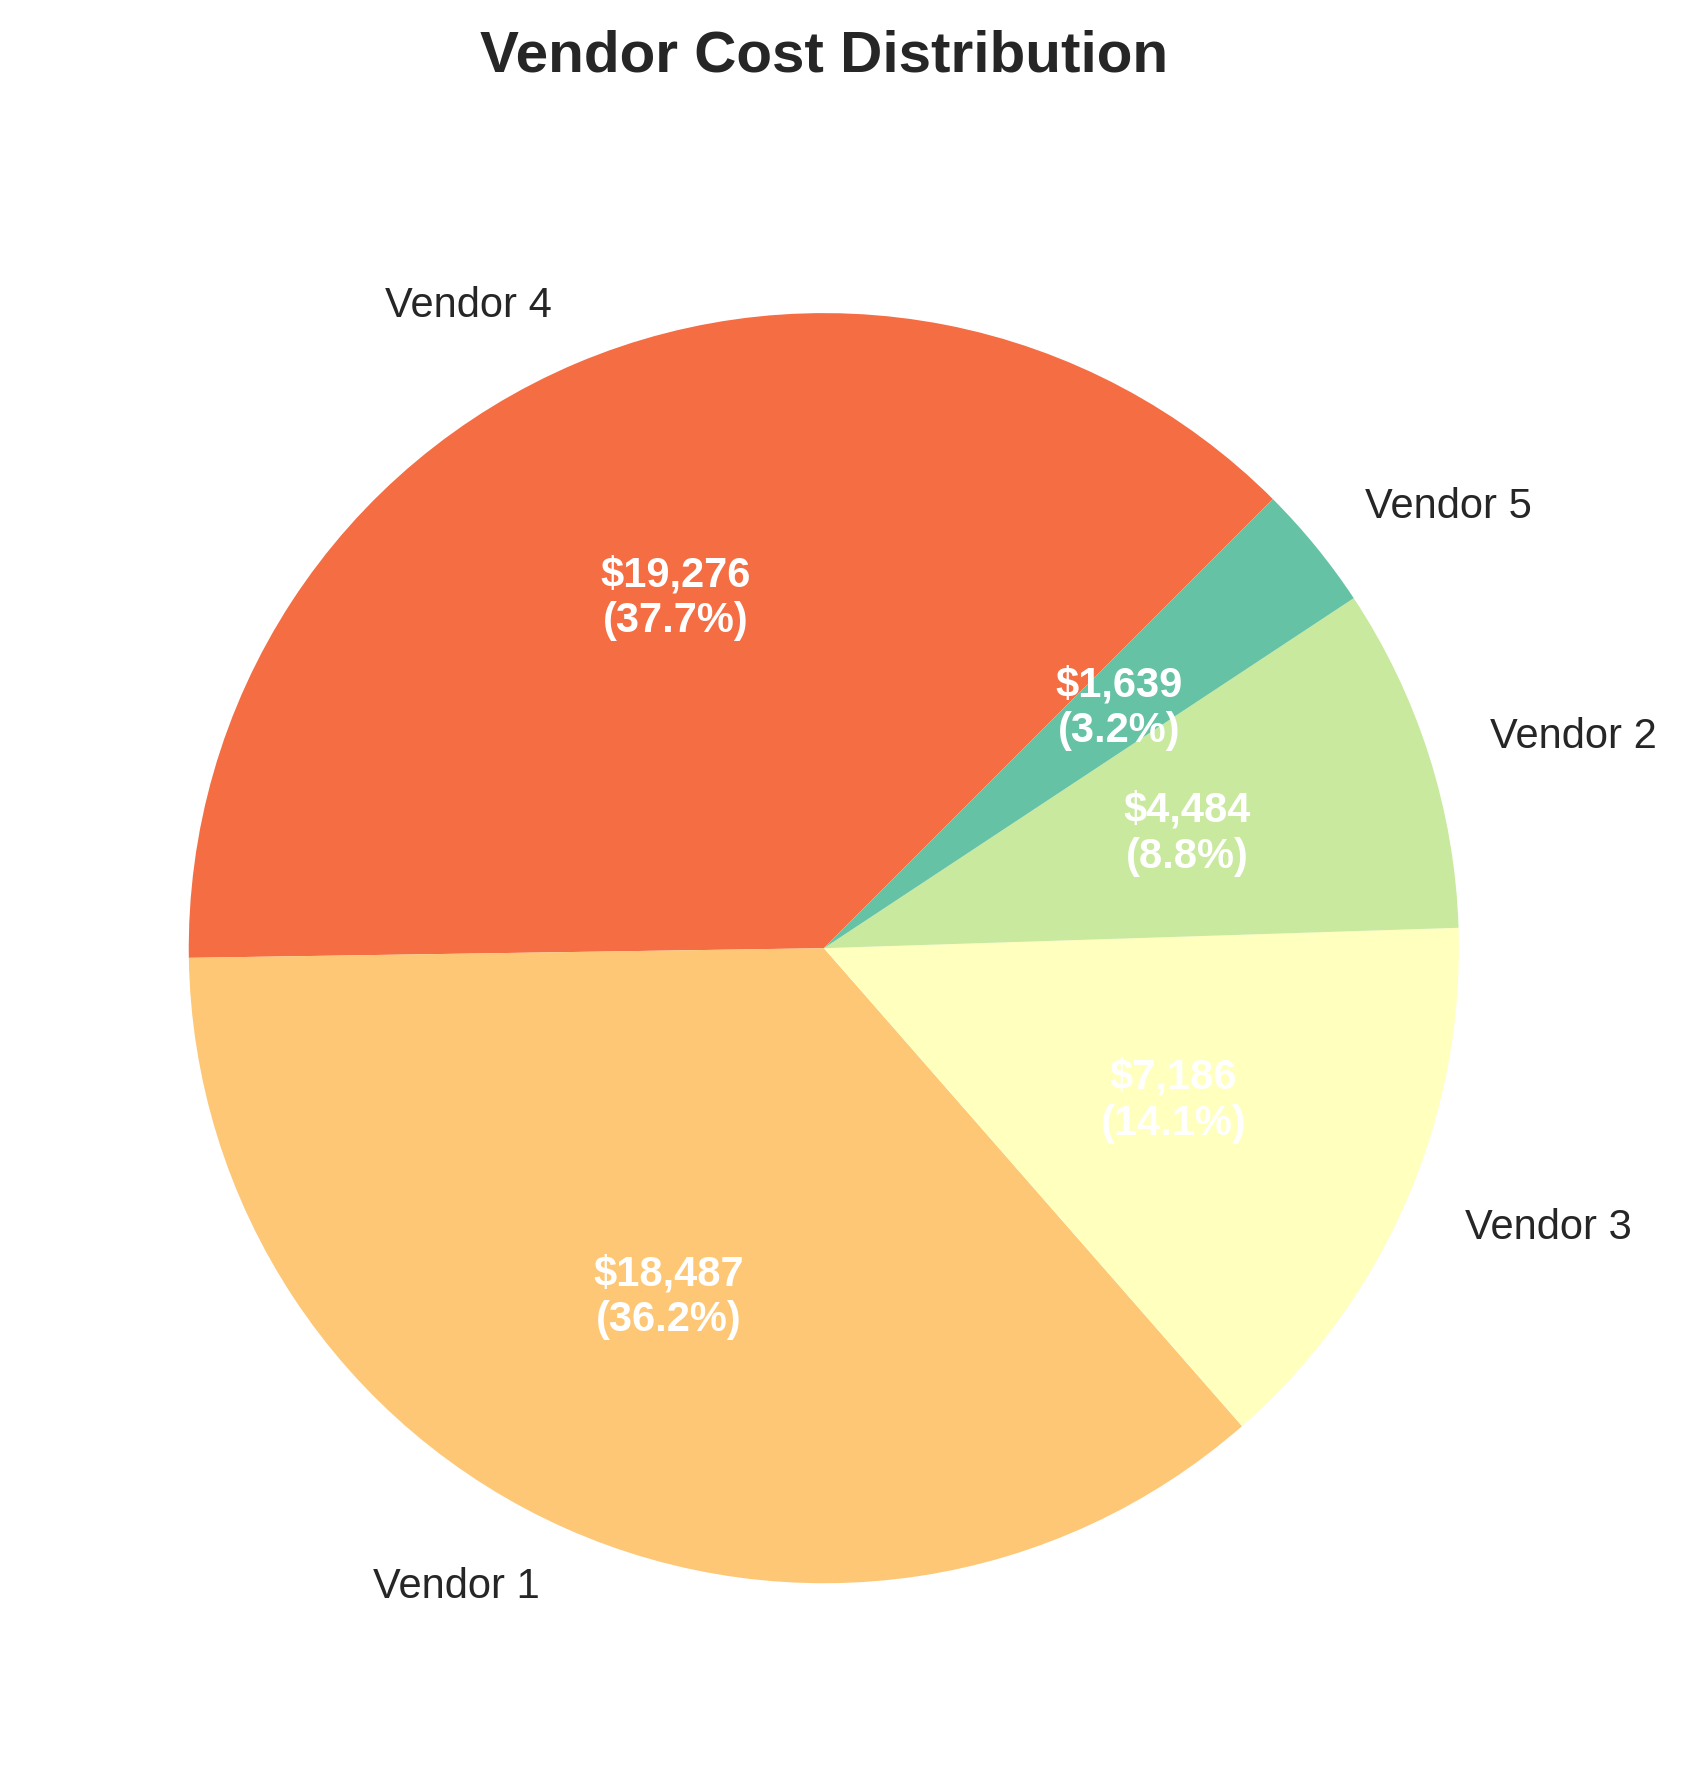 Vendor Cost Distribution
Vendor 4
$19,276
(37.7%)
Vendor 5
$1,639
(3.2%)
Vendor 2
$4,484
(8.8%)
$7,186
(14.1%)
Vendor 3
$18,487
(36.2%)
Vendor 1